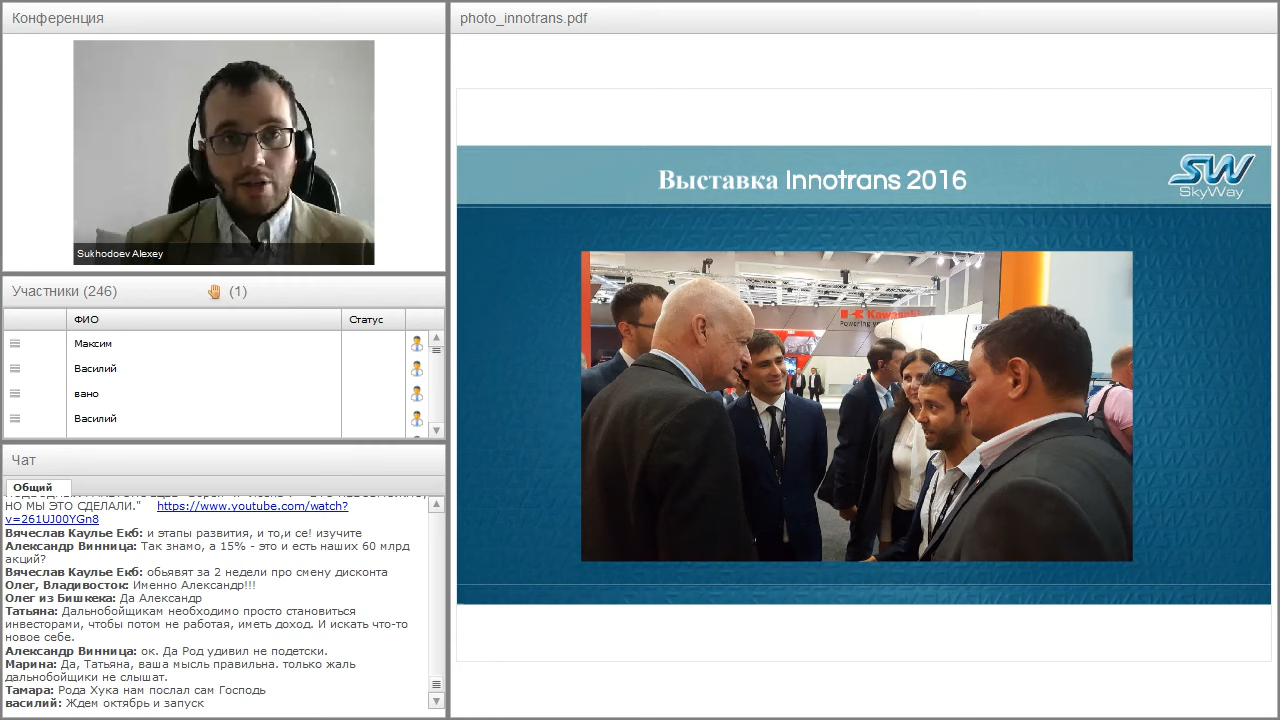 Конференция
Sukhodoev Alexey
Участники (246)
(1)
ФИО
Статус
Максим
Василий
вано
Василий
Чат
Общий
НО МЫ ЭТО СДЕЛАЛИ." https://www.youtube.com/watch?
v=261UJ00YGn8
Вячеслав Каулье Екб: и этапы развития, и то,и се! изучите
Александр Винница: Так знамо, а 15% - это и есть наших 60 млрд
акций?
Вячеслав Каулье Екб: обьявят за 2 недели про смену дисконта
Олег, Владивосток: Именно Александр!!!
Олег из Бишкека: Да Александр
Татьяна: Дальнобойщикам необходимо просто становиться
инвесторами, чтобы потом не работая, иметь доход. И искать что-то
новое себе.
Александр Винница: ок. Да Род удивил не подетски.
Марина: Да, Татьяна, ваша мысль правильна. только жаль
дальнобойщики не слышат.
Тамара: Рода Хука нам послал сам Господь
василий: Ждем октябрь и запуск
photo_innotrans.pdf
Выставка Innotrans 2016
SW
SkyWay
Kawasaki
Powering